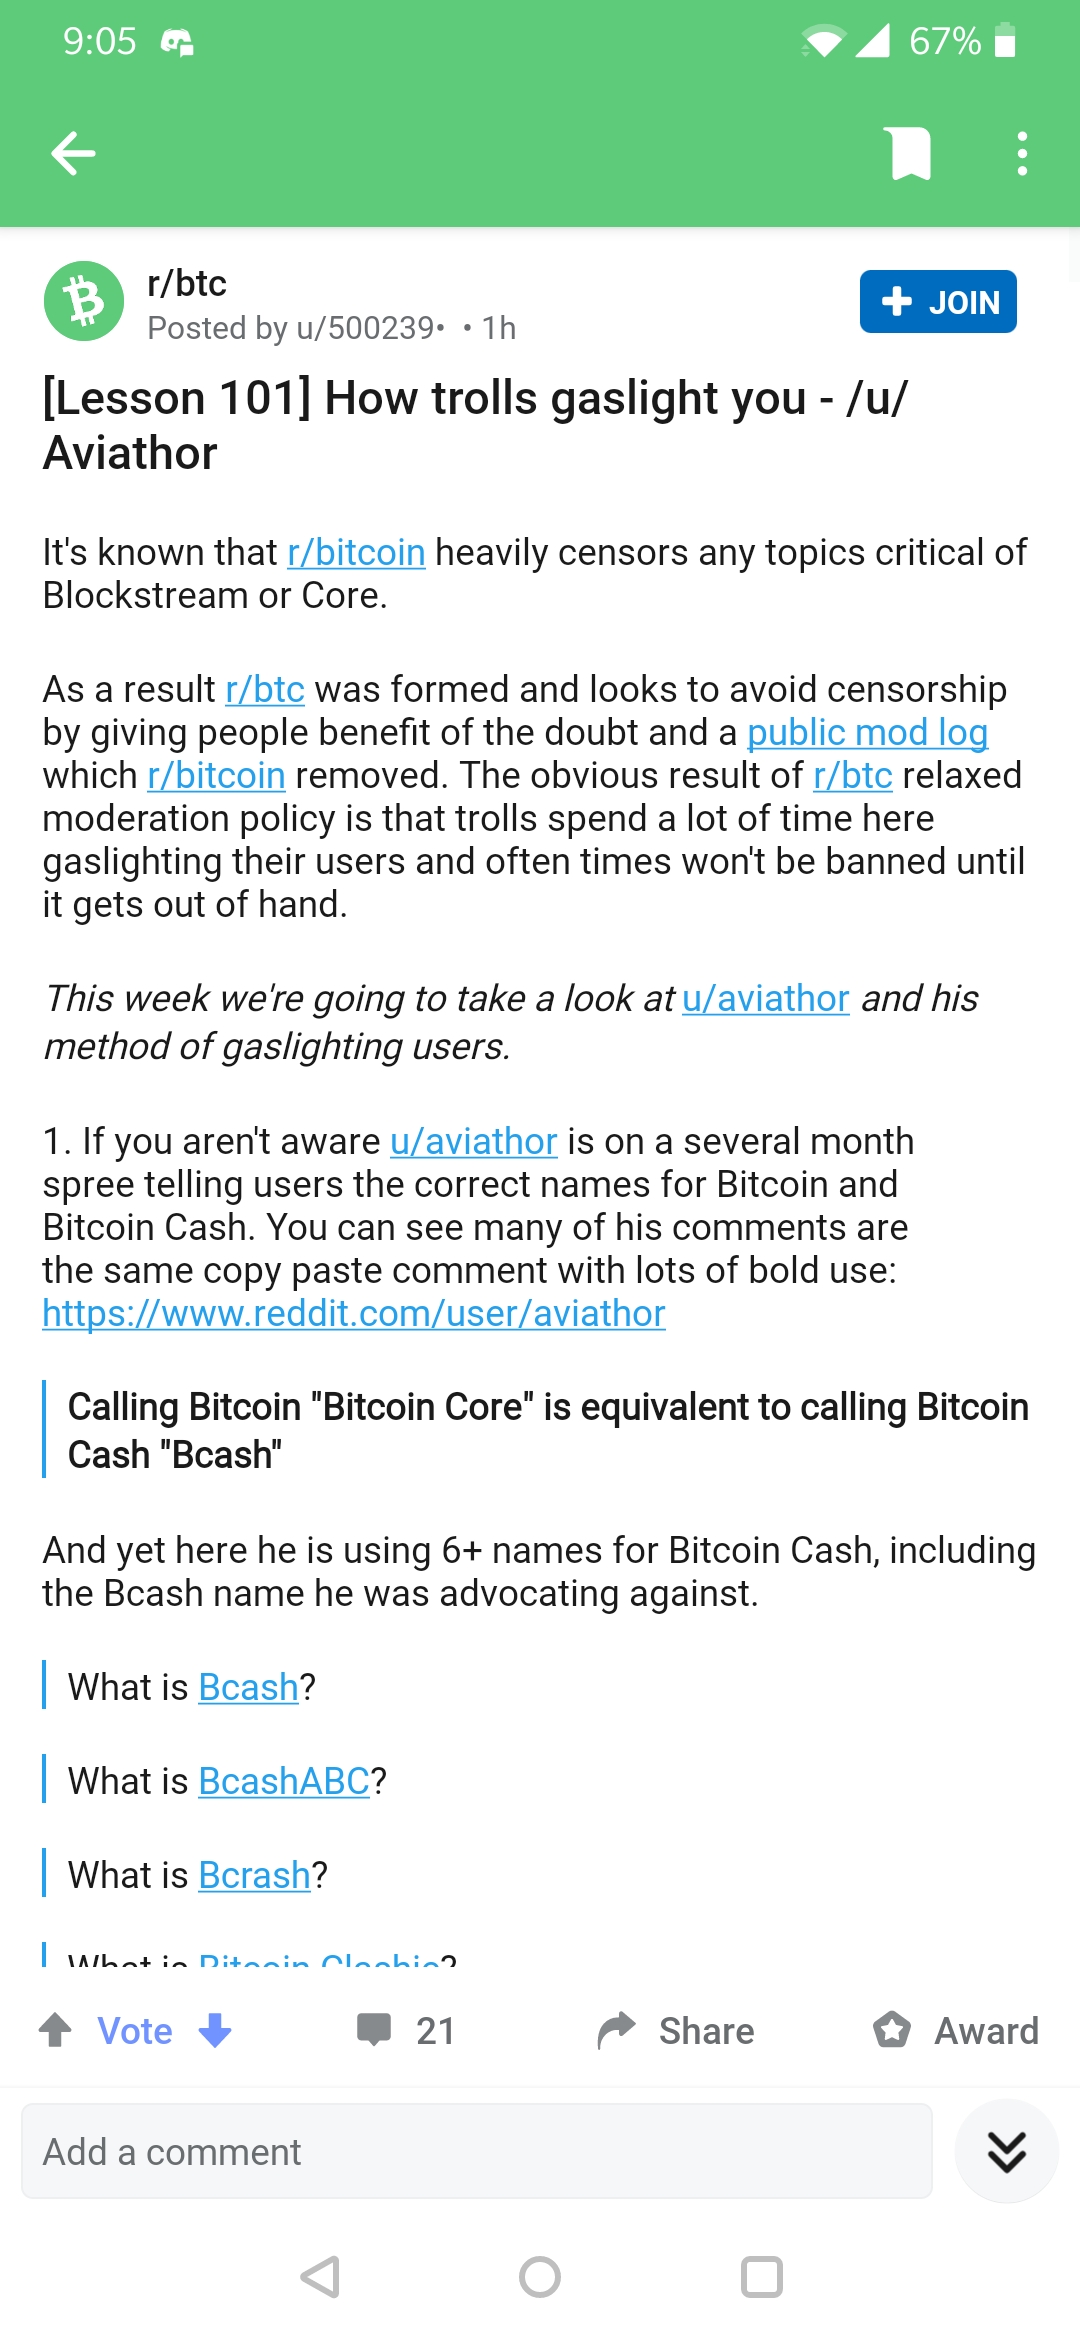 9:05
67%
r/btc
Posted by u/500239• • 1h
JOIN
[Lesson 101] How trolls gaslight you - /u/
Aviathor
It's known that r/bitcoin heavily censors any topics critical of
Blockstream or Core.
As a result r/btc was formed and looks to avoid censorship
by giving people benefit of the doubt and a public mod log
which r/bitcoin removed. The obvious result of r/btc relaxed
moderation policy is that trolls spend a lot of time here
gaslighting their users and often times won't be banned until
it gets out of hand.
This week we're going to take a look at u/aviathor and his
method of gaslighting users.
1. If you aren't aware u/aviathor is on a several month
spree telling users the correct names for Bitcoin and
Bitcoin Cash. You can see many of his comments are
the same copy paste comment with lots of bold use:
https://www.reddit.com/user/aviathor
Calling Bitcoin "Bitcoin Core" is equivalent to calling Bitcoin
Cash "Bcash"
And yet here he is using 6+ names for Bitcoin Cash, including
the Bcash name he was advocating against.
What is Bcash?
What is BcashABC?
What is Bcrash?
What is Bitcoin Clashic?
Vote
21
Share
Award
Add a comment